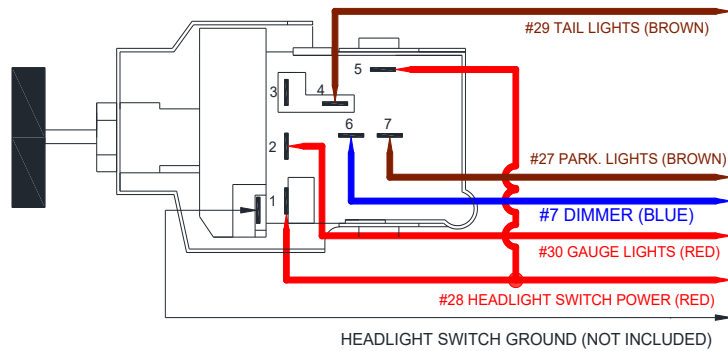 #29 TAIL LIGHTS (BROWN)
5
3
4
6
7
2
#27 PARK. LIGHTS (BROWN)
1
#7 DIMMER (BLUE)
#30 GAUGE LIGHTS (RED)
#28 HEADLIGHT SWITCH POWER (RED)
HEADLIGHT SWITCH GROUND (NOT INCLUDED)